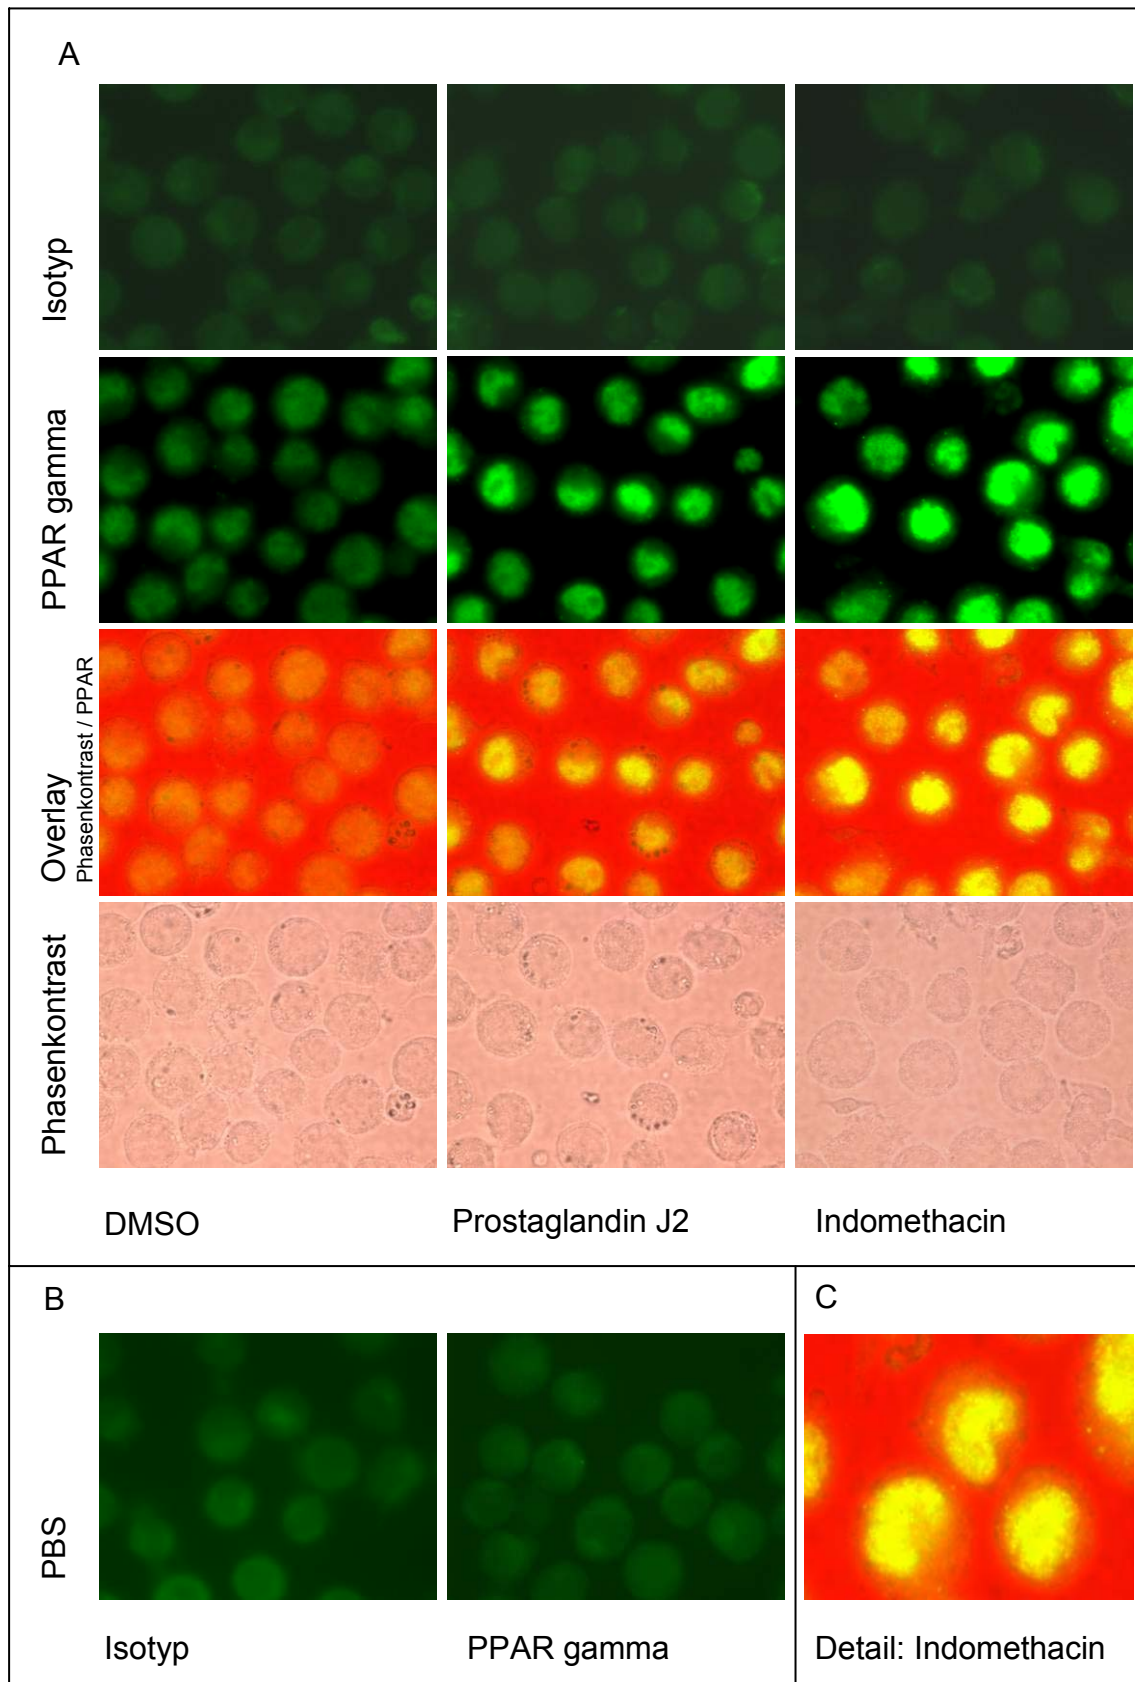 A
Isotyp
PPAR gamma
Overlay
Phasenkontrast / PPAR
Phasenkontrast
DMSO
Prostaglandin J2
Indomethacin
B
C
PBS
Isotyp
PPAR gamma
Detail: Indomethacin